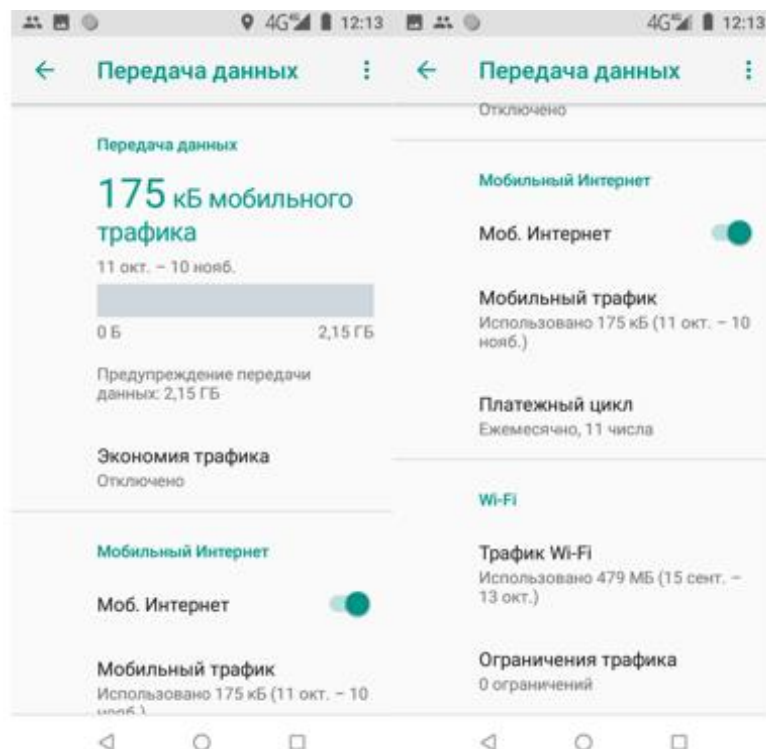 4G 12:13
Передача данных
Передача данных
175 кБ мобильного
трафика
11 окт. – 10 нояб.
0 Б 2,15 ГБ
Предупреждение передачи
данных: 2,15 ГБ
Экономия трафика
Отключено
Мобильный Интернет
Моб. Интернет
Мобильный трафик
Использовано 175 кБ (11 окт. – 10
нояб.)
4G 12:13
Передача данных
Отключено
Мобильный Интернет
Моб. Интернет
Мобильный трафик
Использовано 175 кБ (11 окт. – 10
нояб.)
Платежный цикл
Ежемесячно, 11 числа
Wi-Fi
Трафик Wi-Fi
Использовано 479 МБ (15 сент. –
13 окт.)
Ограничения трафика
0 ограничений